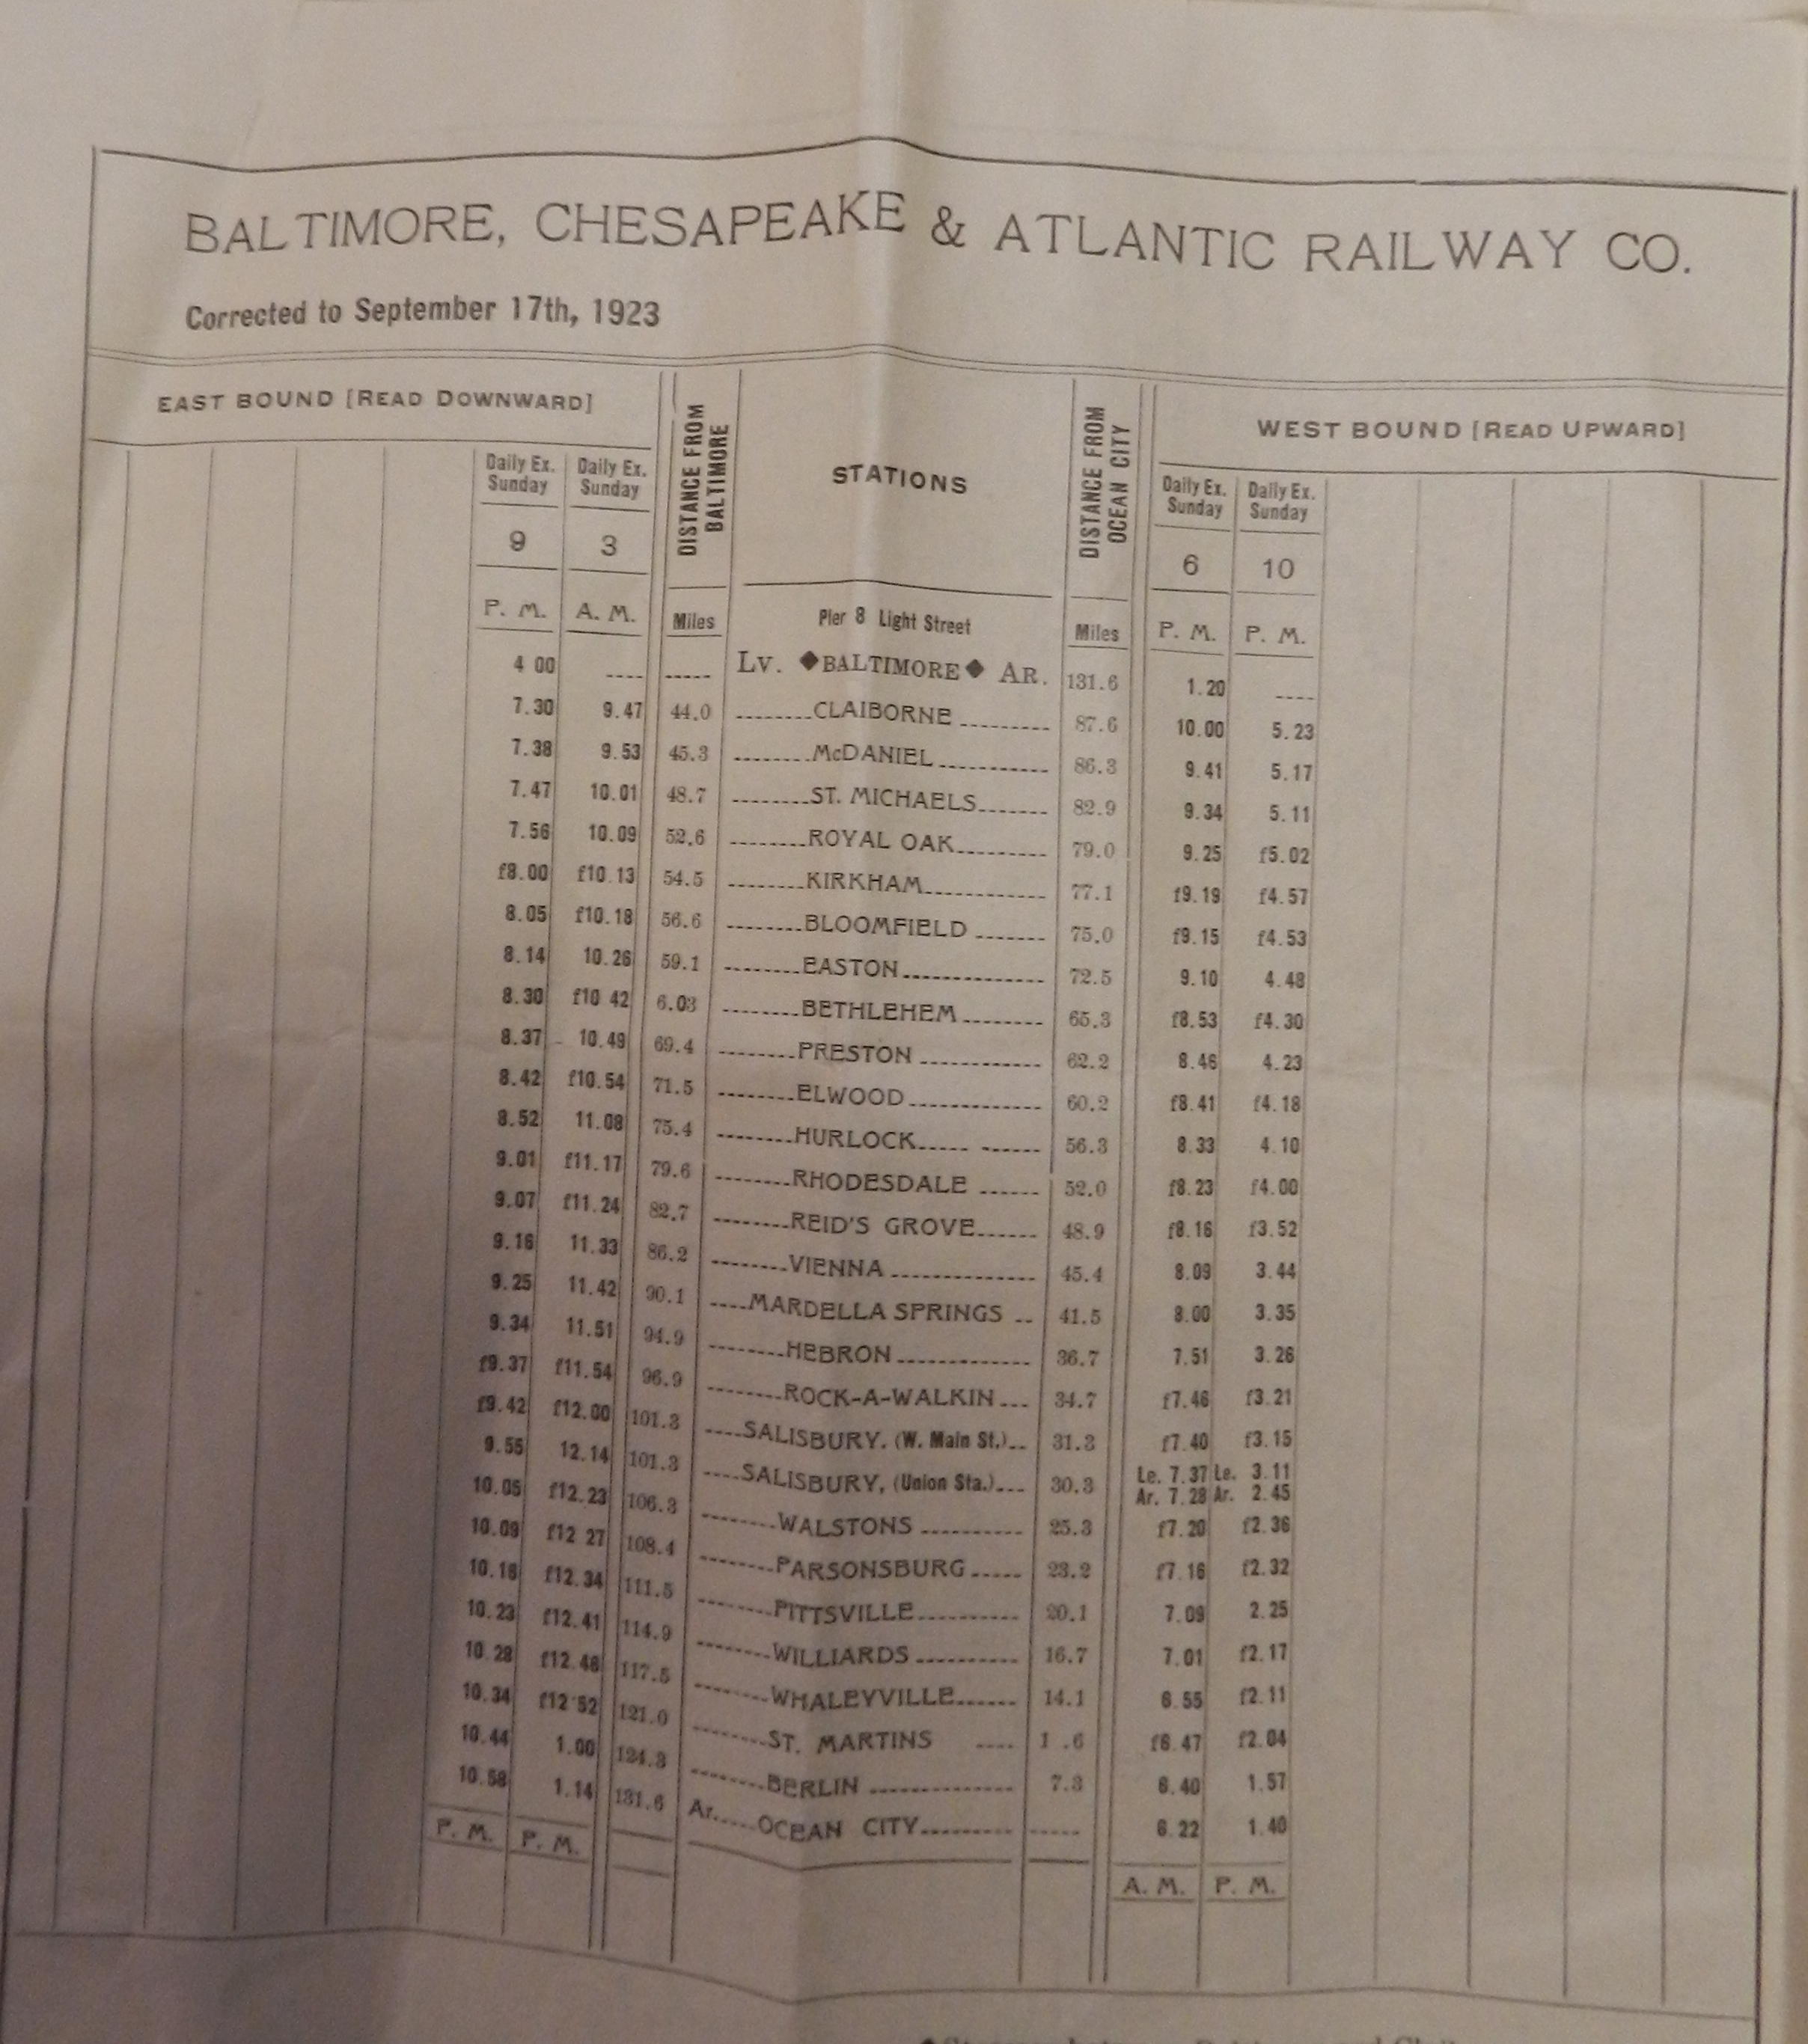 BALTIMORE, CHESAPEAKE & ATLANTIC RAILWAY CO.
Corrected to September 17th, 1923
EAST BOUND [READ DOWNWARD]
DISTANCE FROM BALTIMORE
STATIONS
DISTANCE FROM OCEAN CITY
WEST BOUND [READ UPWARD]
Daily Ex. Sunday Daily Ex. Sunday Daily Ex. Sunday Daily Ex. Sunday
9 3 6 10
P. M. A. M. Miles Pier 8 Light Street Miles P. M. P. M.
4 00 ---- ----- Lv. ◆BALTIMORE◆ AR. 131.6 1.20 ----
7.30 9.47 44.0 CLAIBORNE 87.6 10.00 5.23
7.38 9.53 45.3 McDANIEL 86.3 9.41 5.17
7.47 10.01 48.7 ST. MICHAELS 82.9 9.34 5.11
7.56 10.09 52.6 ROYAL OAK 79.0 9.25 f5.02
f8.00 f10.13 54.5 KIRKHAM 77.1 f9.19 f4.57
8.05 f10.18 56.6 BLOOMFIELD 75.0 f9.15 f4.53
8.14 10.26 59.1 EASTON 72.5 9.10 4.48
8.30 f10 42 6.03 BETHLEHEM 65.3 f8.53 f4.30
8.37 10.49 69.4 PRESTON 62.2 8.46 4.23
8.42 f10.54 71.5 ELWOOD 60.2 f8.41 f4.18
8.52 11.08 75.4 HURLOCK 56.3 8.33 4.10
9.01 f11.17 79.6 RHODESDALE 52.0 f8.23 f4.00
9.07 f11.24 82.7 REID'S GROVE 48.9 f8.16 f3.52
9.16 11.33 86.2 VIENNA 45.4 8.09 3.44
9.25 11.42 90.1 MARDELLA SPRINGS 41.5 8.00 3.35
9.34 11.51 94.9 HEBRON 36.7 7.51 3.26
f9.37 f11.54 96.9 ROCK-A-WALKIN 34.7 f7.46 f3.21
f9.42 f12.00 101.3 SALISBURY. (W. Main St.) 31.3 f7.40 f3.15
9.55 12.14 101.3 SALISBURY, (Union Sta.) 30.3 Le. 7.37 Le. 3.11
Ar. 7.28 Ar. 2.45
10.05 f12.23 106.3 WALSTONS 25.3 f7.20 f2.36
10.09 f12 27 108.4 PARSONSBURG 23.2 f7.16 f2.32
10.16 f12.34 111.5 PITTSVILLE 20.1 7.09 2.25
10.23 f12.41 114.9 WILLIARDS 16.7 7.01 f2.17
10.28 f12.46 117.5 WHALEYVILLE 14.1 6.55 f2.11
10.34 f12 52 121.0 ST. MARTINS 1 .6 f6.47 f2.04
10.44 1.00 124.3 BERLIN 7.3 6.40 1.57
10.58 1.14 131.6 Ar. OCEAN CITY ----- 6.22 1.40
P. M. P. M. A. M. P. M.